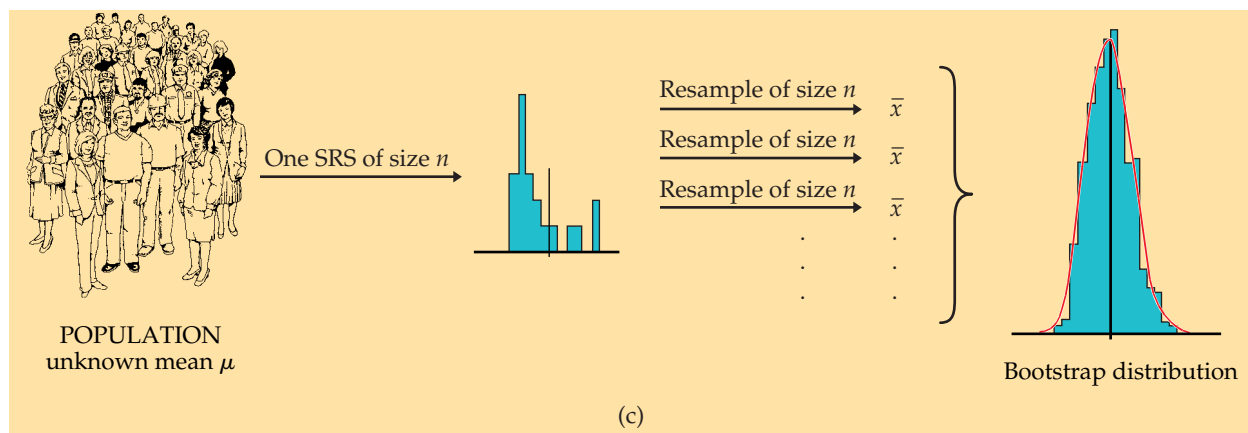 POPULATION
unknown mean μ
One SRS of size n
Resample of size n
x̅
Resample of size n
x̅
Resample of size n
x̅
Bootstrap distribution
(c)